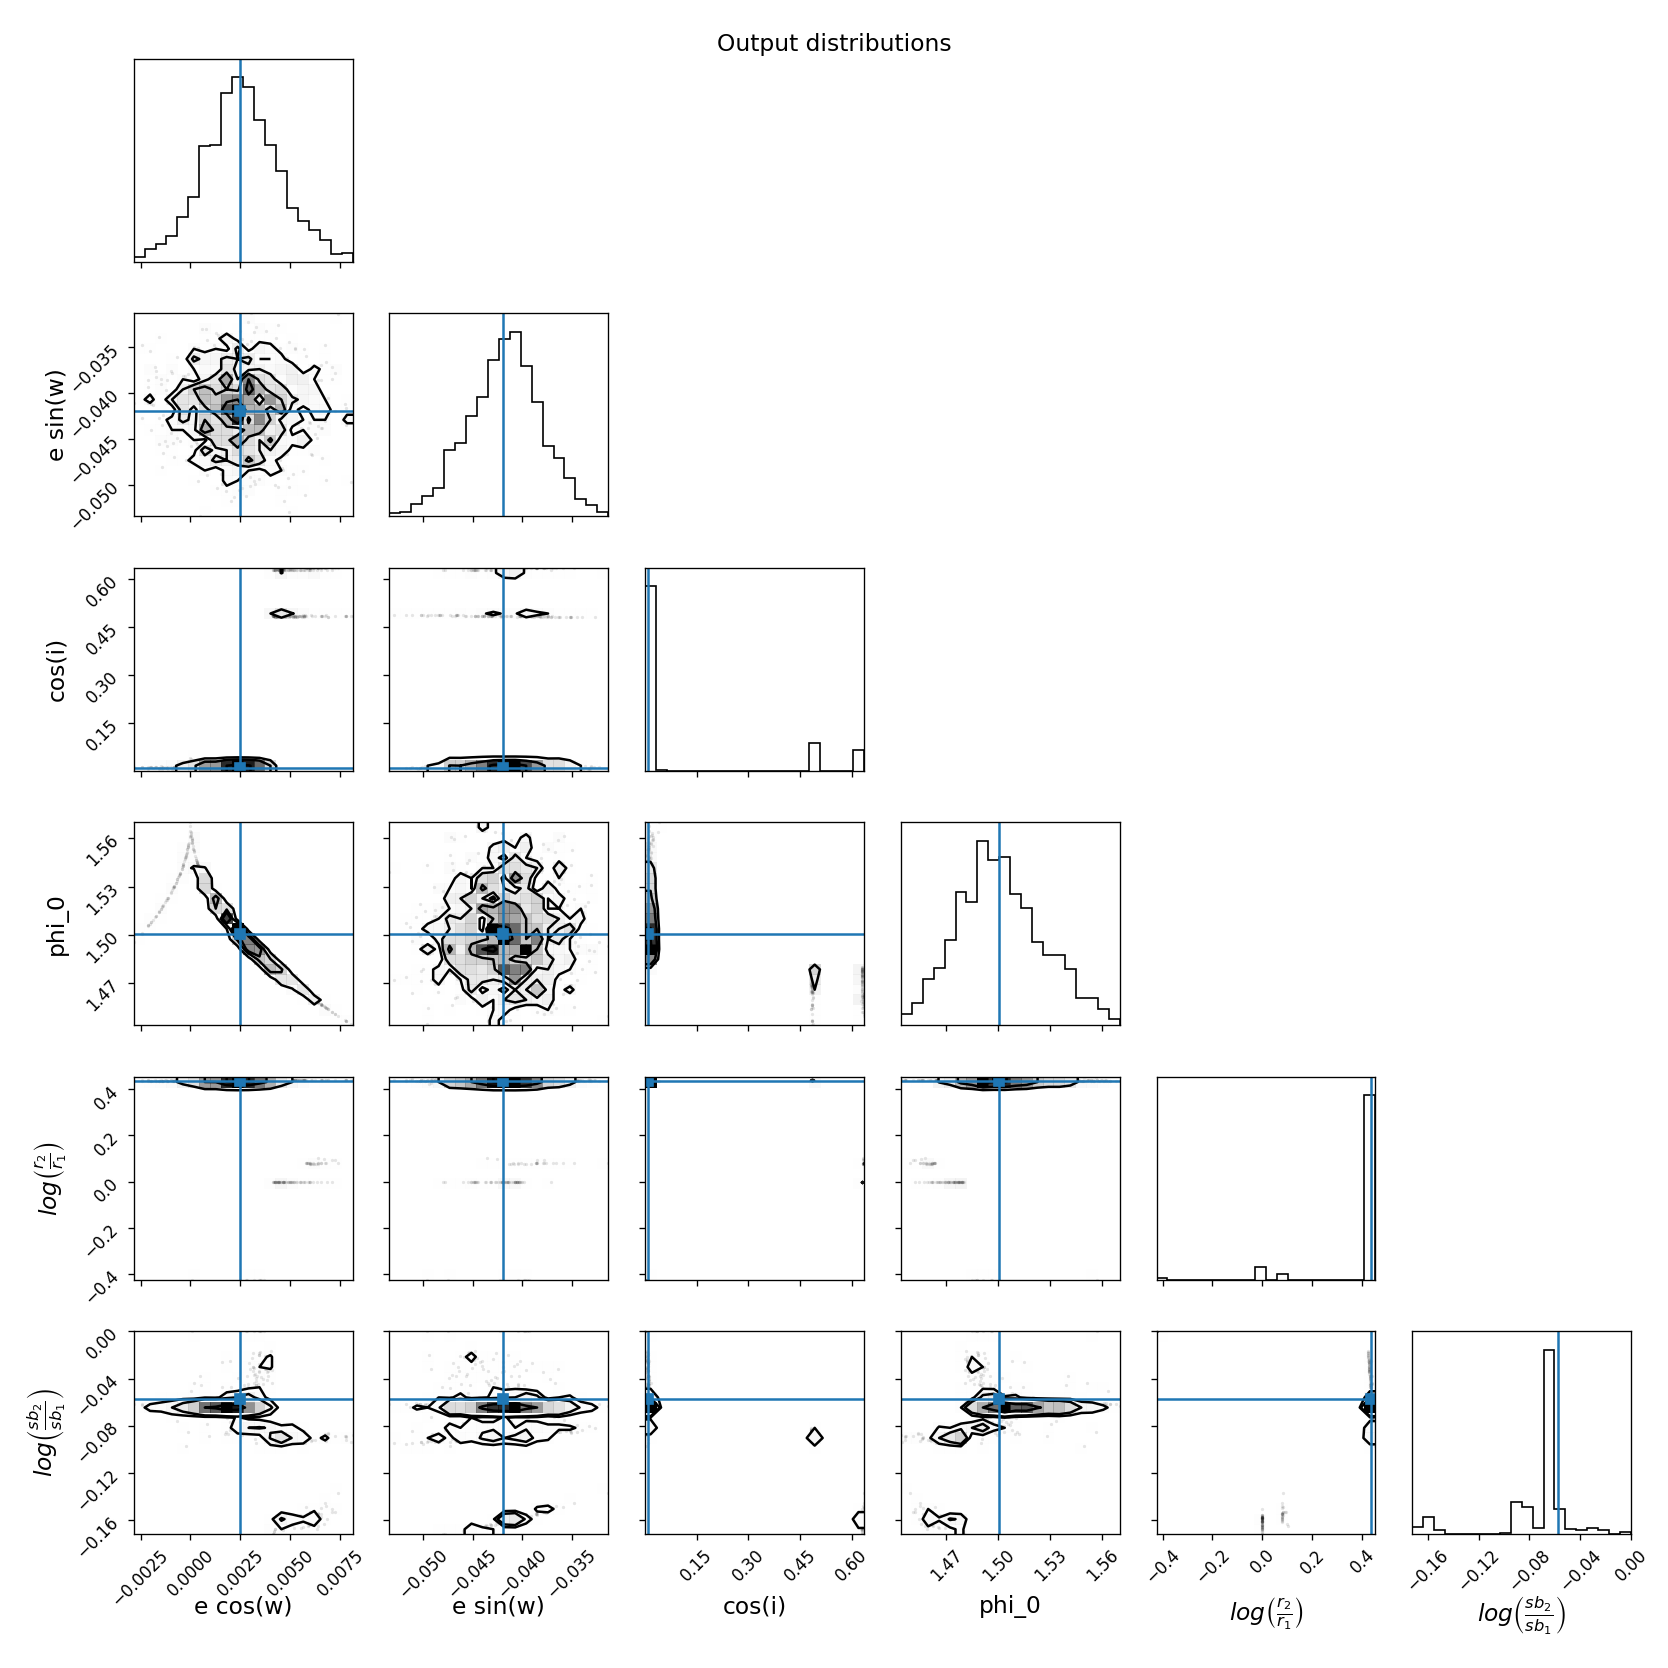 Output distributions
e sin(w)
−0.035
−0.040
−0.045
−0.050
cos(i)
0.60
0.45
0.30
0.15
phi_0
1.56
1.53
1.50
1.47
log(r₂/r₁)
0.4
0.2
0.0
−0.2
−0.4
log(sb₂/sb₁)
0.00
−0.04
−0.08
−0.12
−0.16
−0.0025 0.0000 0.0025 0.0050 0.0075
−0.050 −0.045 −0.040 −0.035
0.15 0.30 0.45 0.60
1.47 1.50 1.53 1.56
−0.4 −0.2 0.0 0.2 0.4
−0.16 −0.12 −0.08 −0.04 0.00
e cos(w)
e sin(w)
cos(i)
phi_0
log(r₂/r₁)
log(sb₂/sb₁)